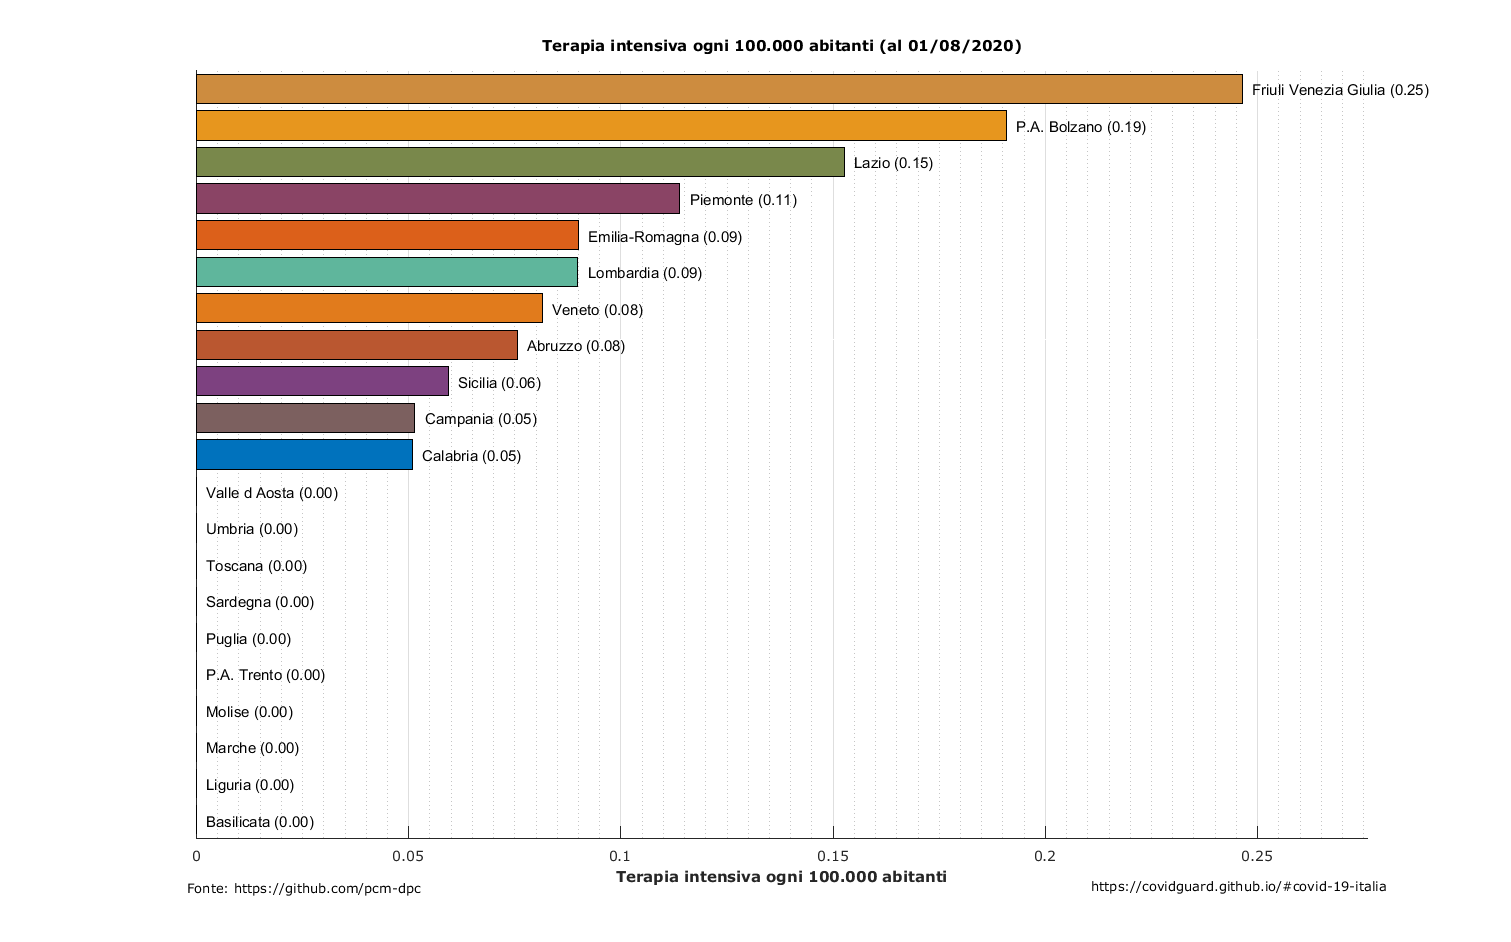 Terapia intensiva ogni 100.000 abitanti (al 01/08/2020)
Friuli Venezia Giulia (0.25)
P.A. Bolzano (0.19)
Lazio (0.15)
Piemonte (0.11)
Emilia-Romagna (0.09)
Lombardia (0.09)
Veneto (0.08)
Abruzzo (0.08)
Sicilia (0.06)
Campania (0.05)
Calabria (0.05)
Valle d Aosta (0.00)
Umbria (0.00)
Toscana (0.00)
Sardegna (0.00)
Puglia (0.00)
P.A. Trento (0.00)
Molise (0.00)
Marche (0.00)
Liguria (0.00)
Basilicata (0.00)
0 0.05 0.1 0.15 0.2 0.25
Terapia intensiva ogni 100.000 abitanti
Fonte: https://github.com/pcm-dpc
https://covidguard.github.io/#covid-19-italia